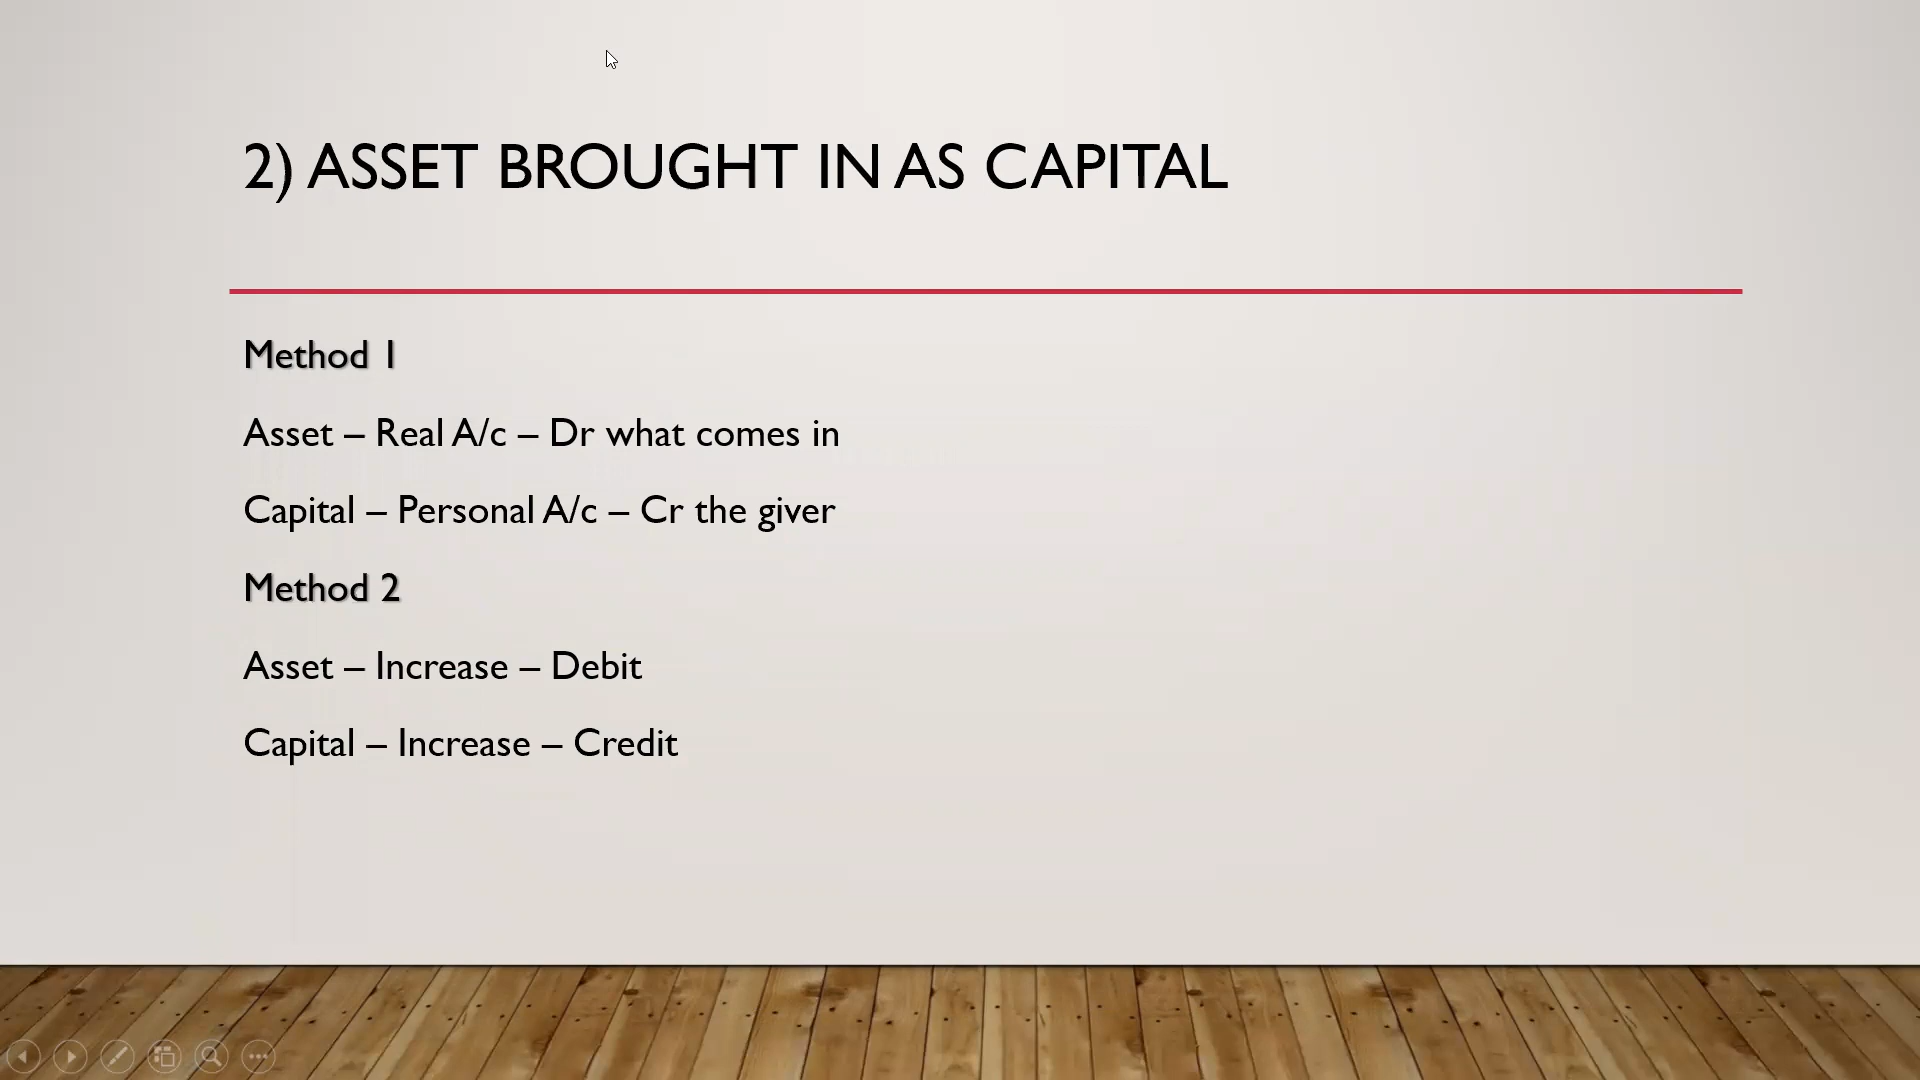 2) ASSET BROUGHT IN AS CAPITAL
Method 1
Asset – Real A/c – Dr what comes in
Capital – Personal A/c – Cr the giver
Method 2
Asset – Increase – Debit
Capital – Increase – Credit